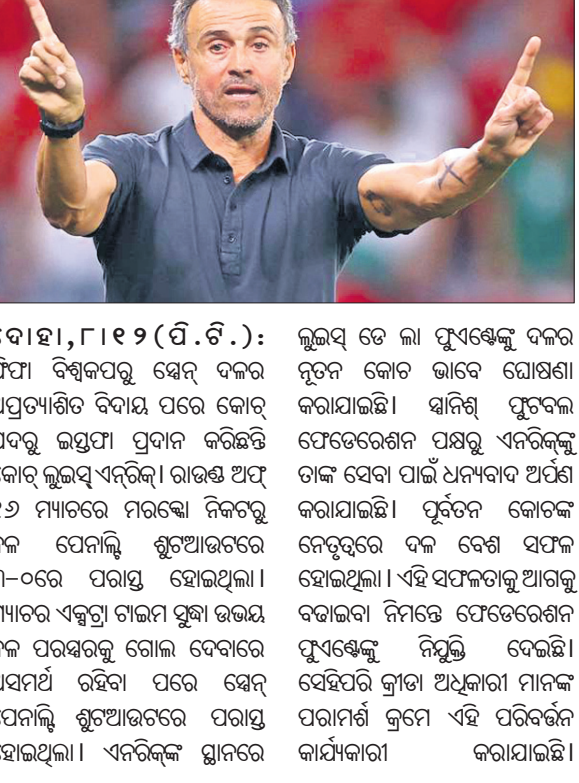 ଦୋହା,୮।୧୨(ପି.ଟି.):
ଫିଫା ବିଶ୍ୱକପରୁ ସ୍ପେନ୍ ଦଳର
ଅପ୍ରତ୍ୟାଶିତ ବିଦାୟ ପରେ କୋଚ୍
ପଦରୁ ଇସ୍ତଫା ପ୍ରଦାନ କରିଛନ୍ତି
କୋଚ୍ ଲୁଇସ୍ ଏନ୍‌ରିକ୍। ରାଉଣ୍ଡ ଅଫ୍
୧୬ ମ୍ୟାଚରେ ମରକ୍କୋ ନିକଟରୁ
ଦଳ ପେନାଲ୍ଟି ଶୁଟଆଉଟରେ
୩-୦ରେ ପରାସ୍ତ ହୋଇଥିଲା।
ମ୍ୟାଚର ଏକ୍ସଟ୍ରା ଟାଇମ ସୁଦ୍ଧା ଉଭୟ
ଦଳ ପରସ୍ପରକୁ ଗୋଲ ଦେବାରେ
ଅସମର୍ଥ ରହିବା ପରେ ସ୍ପେନ୍
ପେନାଲ୍ଟି ଶୁଟଆଉଟରେ ପରାସ୍ତ
ହୋଇଥିଲା। ଏନରିକ୍‌ଙ୍କ ସ୍ଥାନରେ
ଲୁଇସ୍ ଡେ ଲା ଫୁଏଣ୍ଟେଙ୍କୁ ଦଳର
ନୂତନ କୋଚ ଭାବେ ଘୋଷଣା
କରାଯାଇଛି। ସ୍ପାନିଶ୍ ଫୁଟବଲ
ଫେଡେରେଶନ ପକ୍ଷରୁ ଏନରିକ୍‌ଙ୍କୁ
ତାଙ୍କ ସେବା ପାଇଁ ଧନ୍ୟବାଦ ଅର୍ପଣ
କରାଯାଇଛି। ପୂର୍ବତନ କୋଚଙ୍କ
ନେତୃତ୍ୱରେ ଦଳ ବେଶ ସଫଳ
ହୋଇଥିଲା। ଏହି ସଫଳତାକୁ ଆଗକୁ
ବଢାଇବା ନିମନ୍ତେ ଫେଡେରେଶନ
ଫୁଏଣ୍ଟେଙ୍କୁ ନିଯୁକ୍ତି ଦେଇଛି।
ସେହିପରି କ୍ରୀଡା ଅଧିକାରୀ ମାନଙ୍କ
ପରାମର୍ଶ କ୍ରମେ ଏହି ପରିବର୍ତ୍ତନ
କାର୍ଯ୍ୟକାରୀ କରାଯାଇଛି।